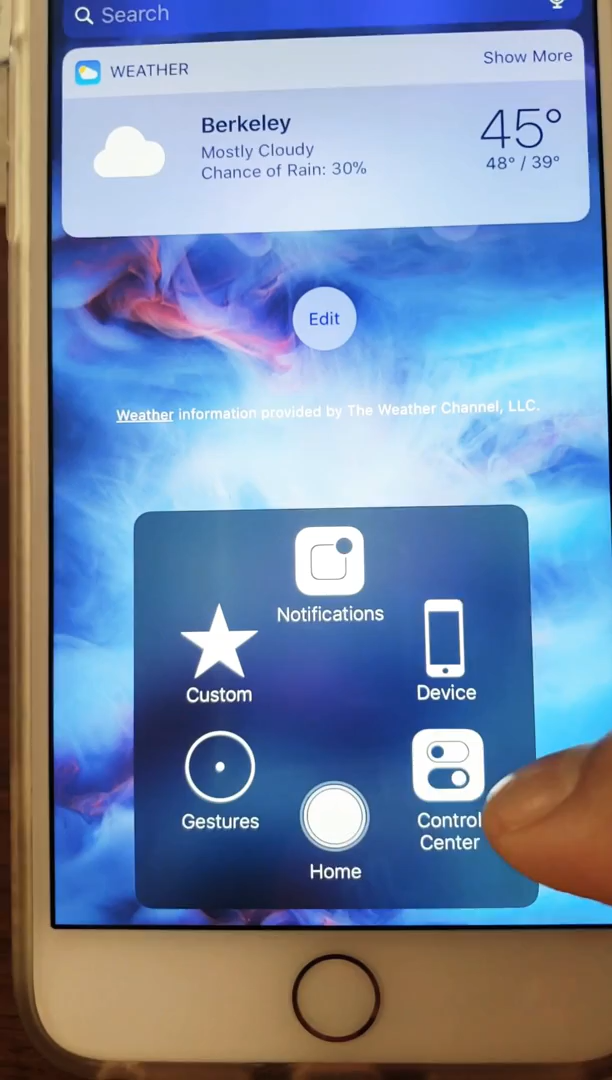 Search
WEATHER
Show More
Berkeley
Mostly Cloudy
Chance of Rain: 30%
45°
48° / 39°
Edit
Weather information provided by The Weather Channel, LLC.
Notifications
Custom
Device
Gestures
Control
Center
Home